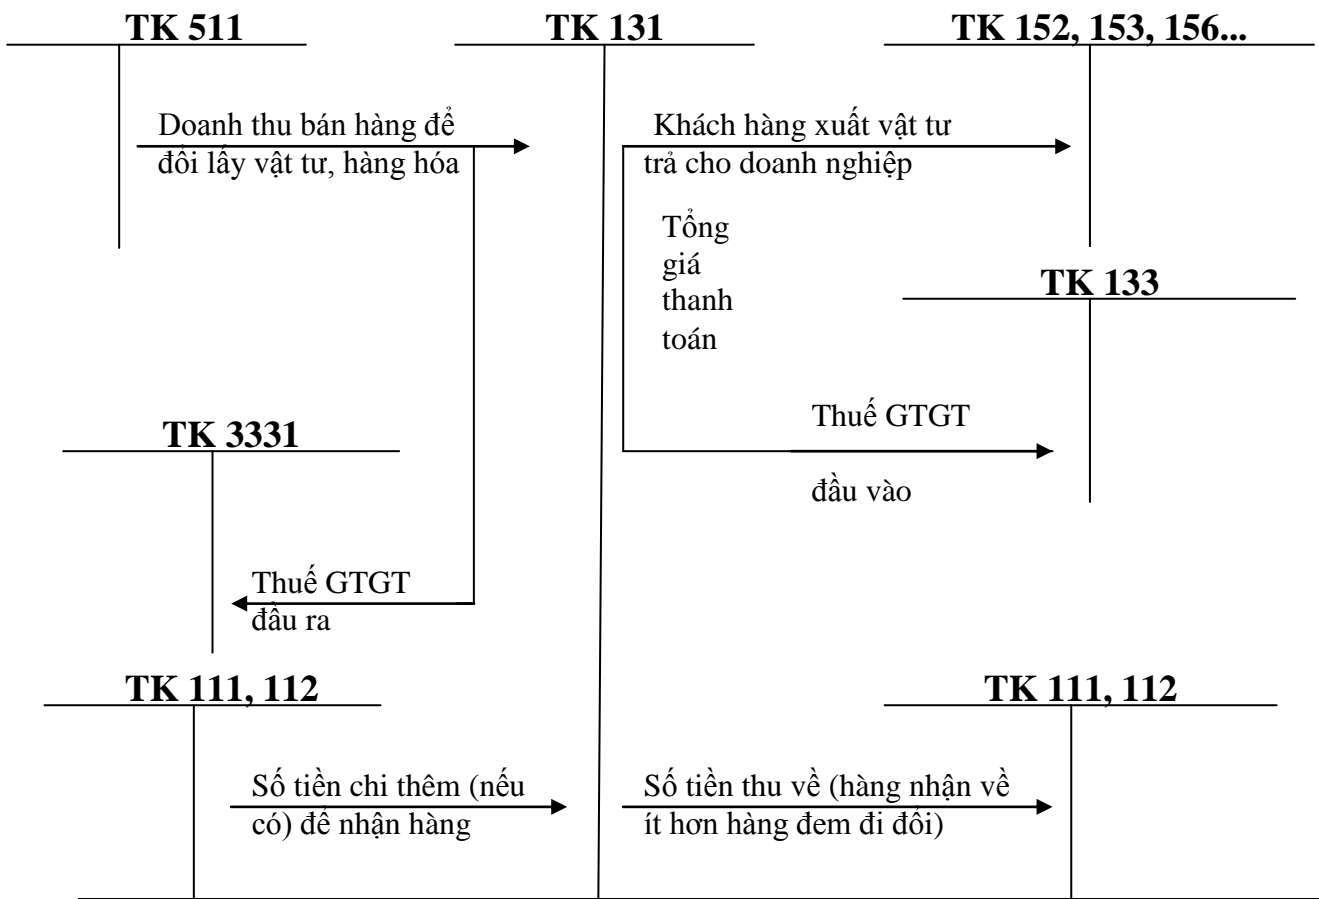 TK 511
TK 131
TK 152, 153, 156...
Doanh thu bán hàng để
đổi lấy vật tư, hàng hóa
Khách hàng xuất vật tư
trả cho doanh nghiệp
Tổng
giá
thanh
toán
TK 133
Thuế GTGT
đầu vào
TK 3331
Thuế GTGT
đầu ra
TK 111, 112
TK 111, 112
Số tiền chi thêm (nếu
có) để nhận hàng
Số tiền thu về (hàng nhận về
ít hơn hàng đem đi đổi)